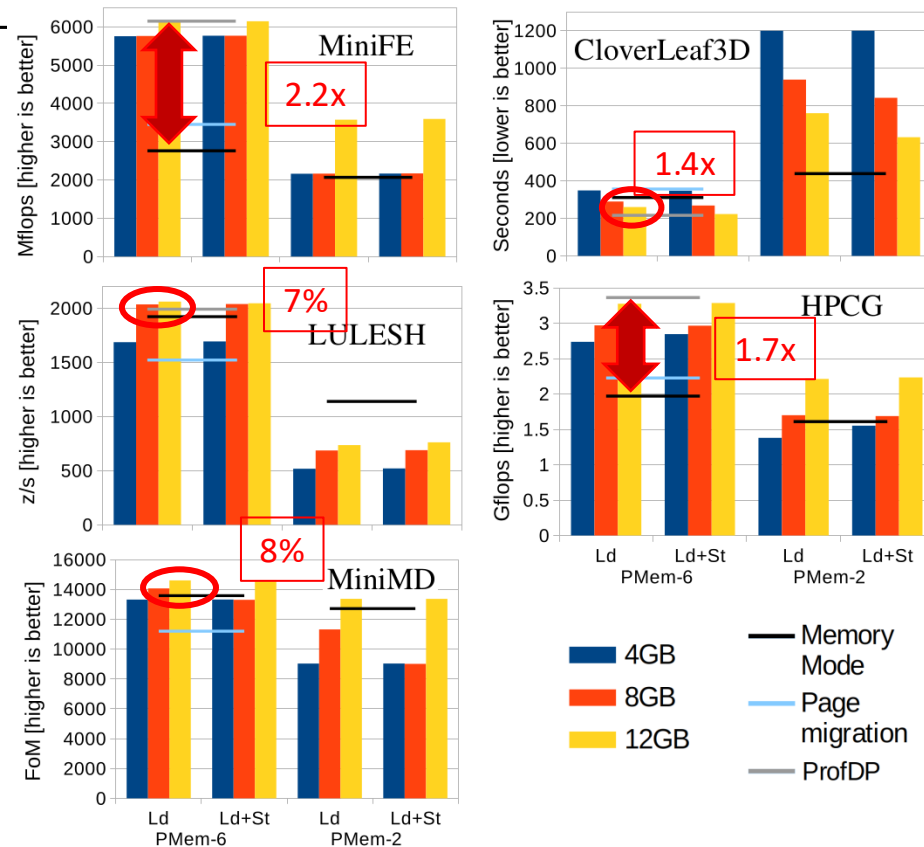 MiniFE
Mflops [higher is better]
6000
5000
4000
3000
2000
1000
0
2.2x
CloverLeaf3D
Seconds [lower is better]
1200
1000
800
600
400
200
0
1.4x
LULESH
z/s [higher is better]
2000
1500
1000
500
0
7%
HPCG
Gflops [higher is better]
3.5
3
2.5
2
1.5
1
0.5
0
1.7x
Ld
Ld+St
Ld
Ld+St
PMem-6
PMem-2
MiniMD
FoM [higher is better]
16000
14000
12000
10000
8000
6000
4000
2000
0
8%
Ld
Ld+St
Ld
Ld+St
PMem-6
PMem-2
4GB
8GB
12GB
Memory
Mode
Page
migration
ProfDP